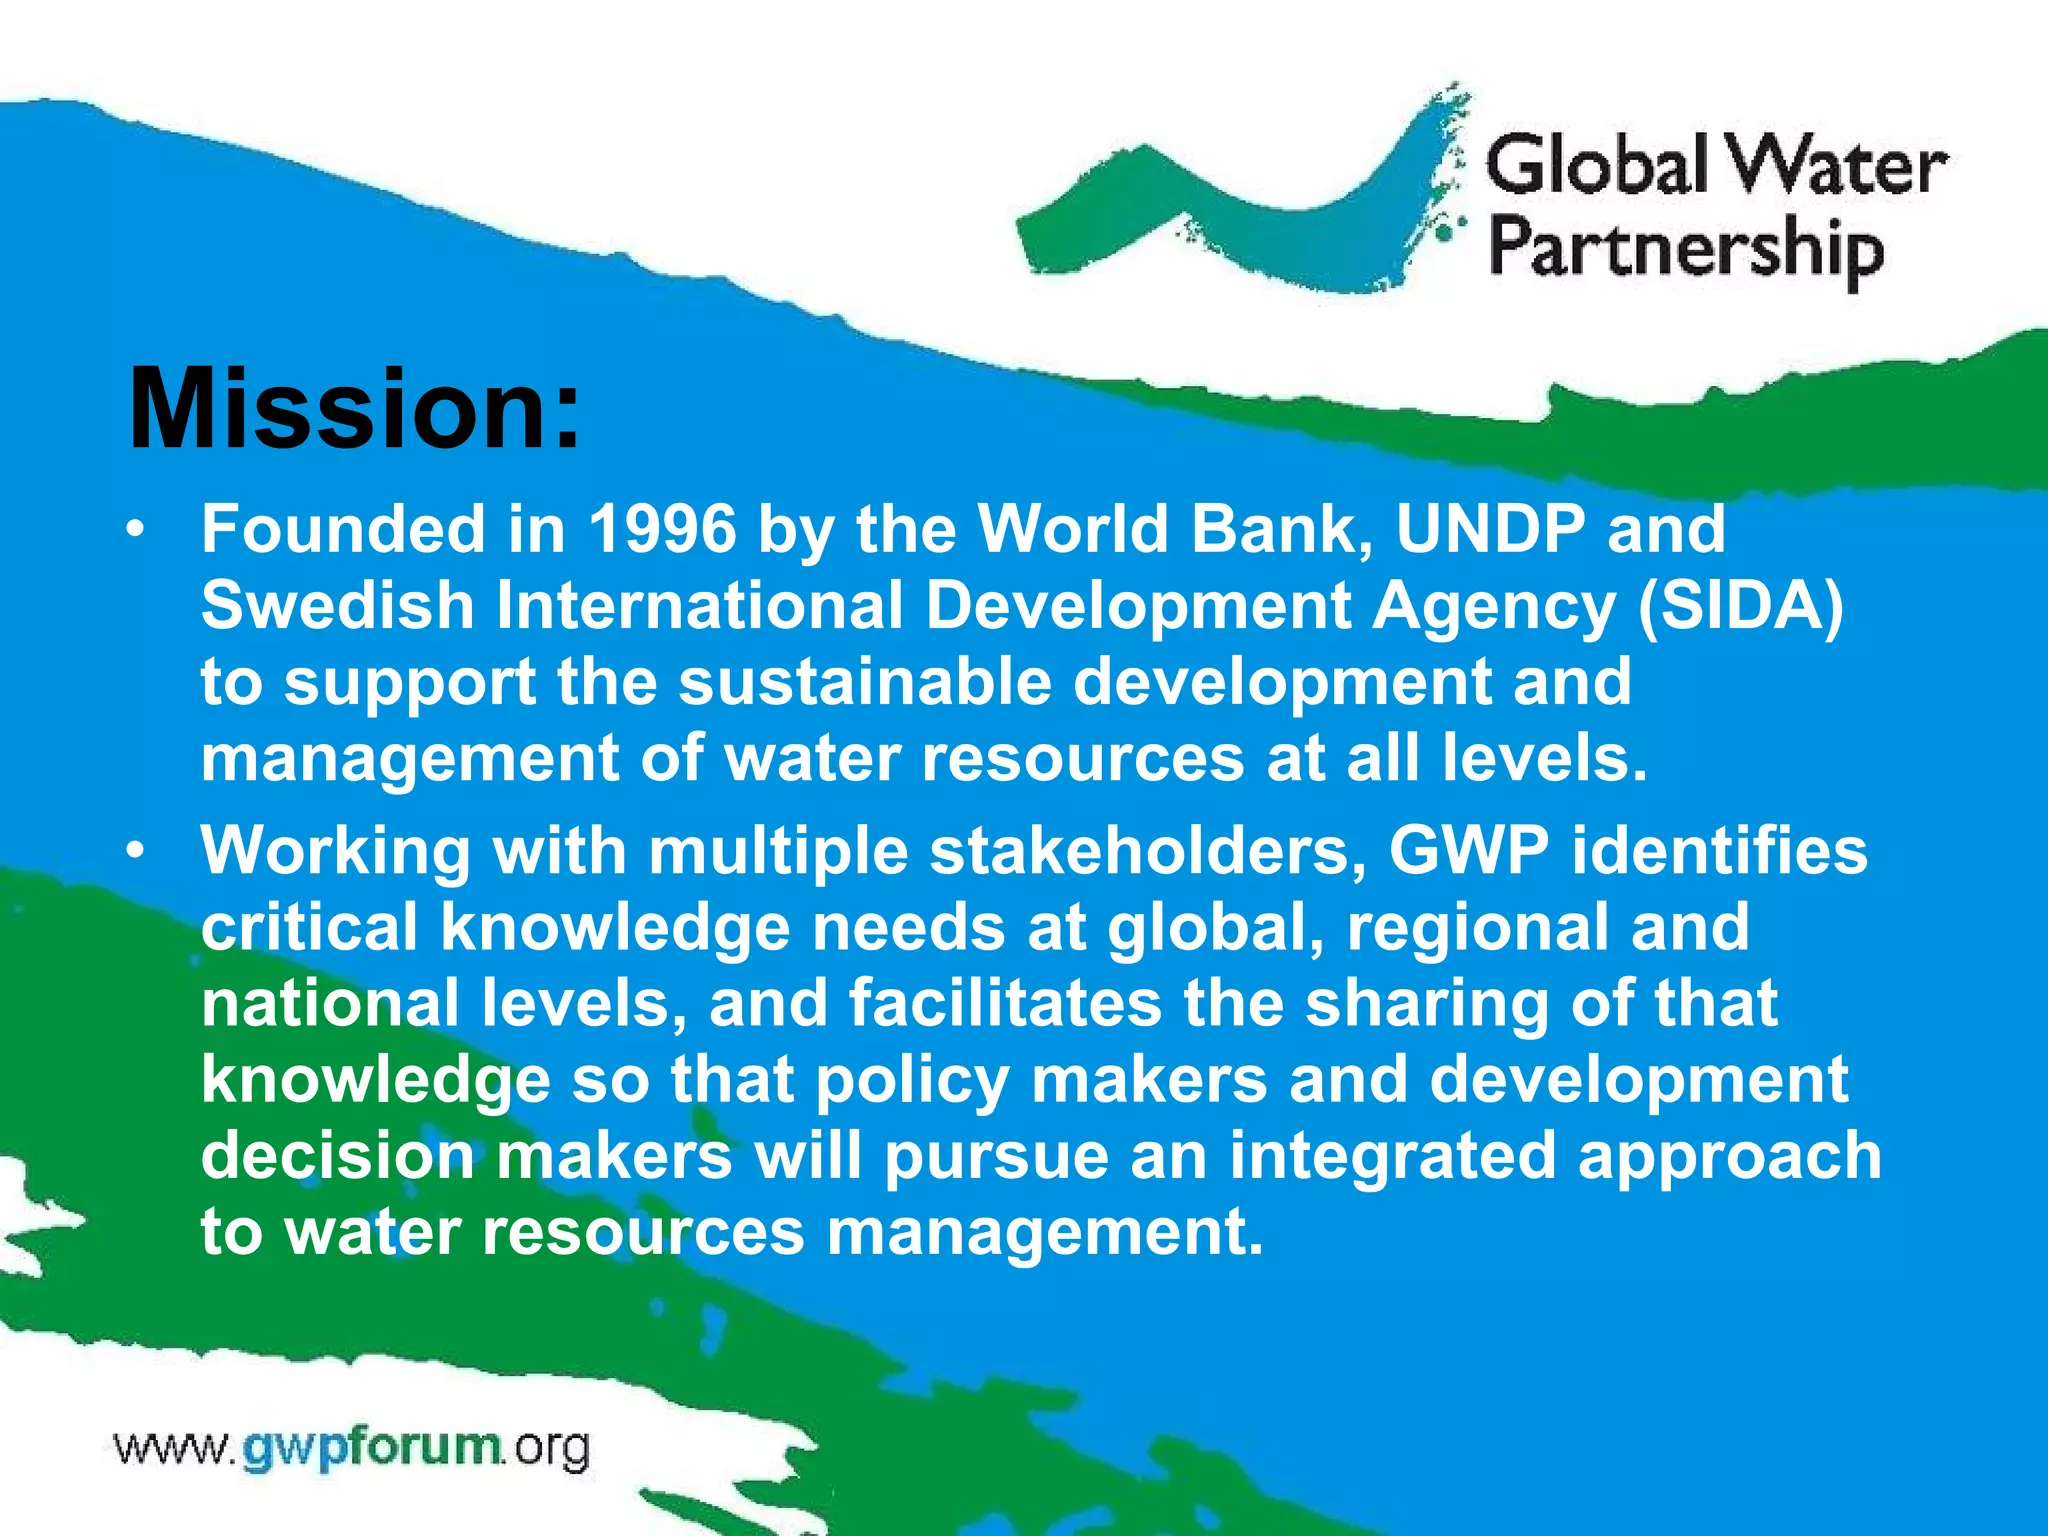 Global Water
Partnership
Mission:
• Founded in 1996 by the World Bank, UNDP and
Swedish International Development Agency (SIDA)
to support the sustainable development and
management of water resources at all levels.
• Working with multiple stakeholders, GWP identifies
critical knowledge needs at global, regional and
national levels, and facilitates the sharing of that
knowledge so that policy makers and development
decision makers will pursue an integrated approach
to water resources management.
www.gwpforum.org